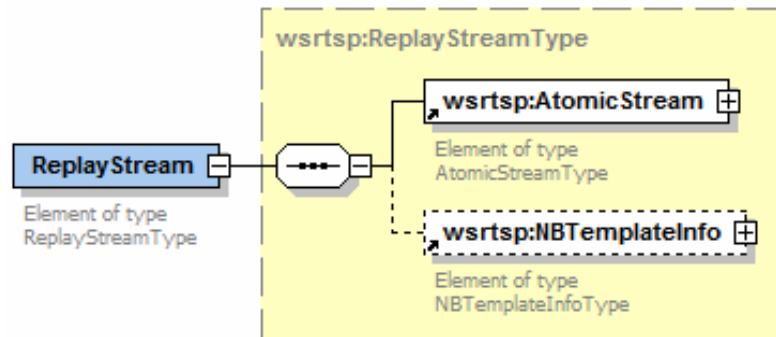 wsrtsp:ReplayStreamType
wsrtsp:AtomicStream
Element of type
AtomicStreamType
ReplayStream
Element of type
ReplayStreamType
wsrtsp:NBTemplateInfo
Element of type
NBTemplateInfoType